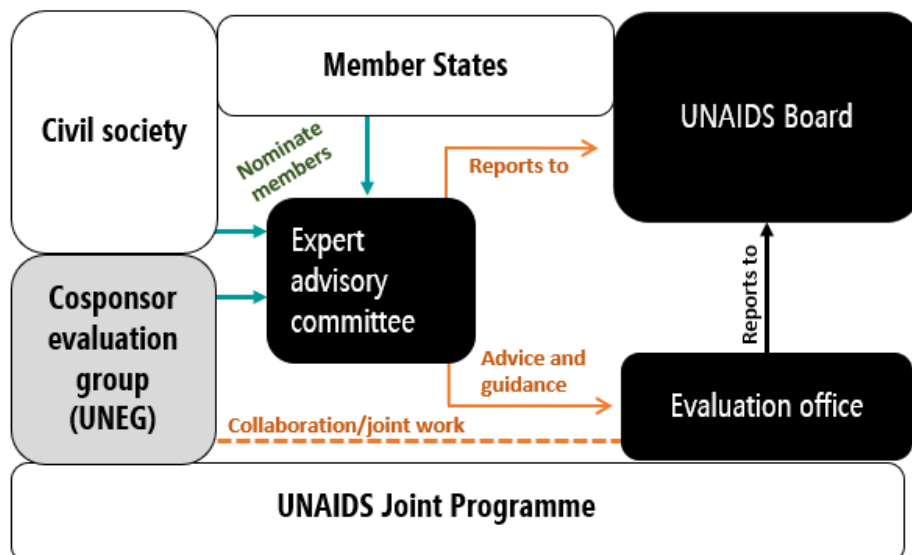 Member States
Civil society
UNAIDS Board
Nominate
members
Reports to
Expert
advisory
committee
Reports to
Cosponsor
evaluation
group
(UNEG)
Advice and
guidance
Evaluation office
Collaboration/joint work
UNAIDS Joint Programme